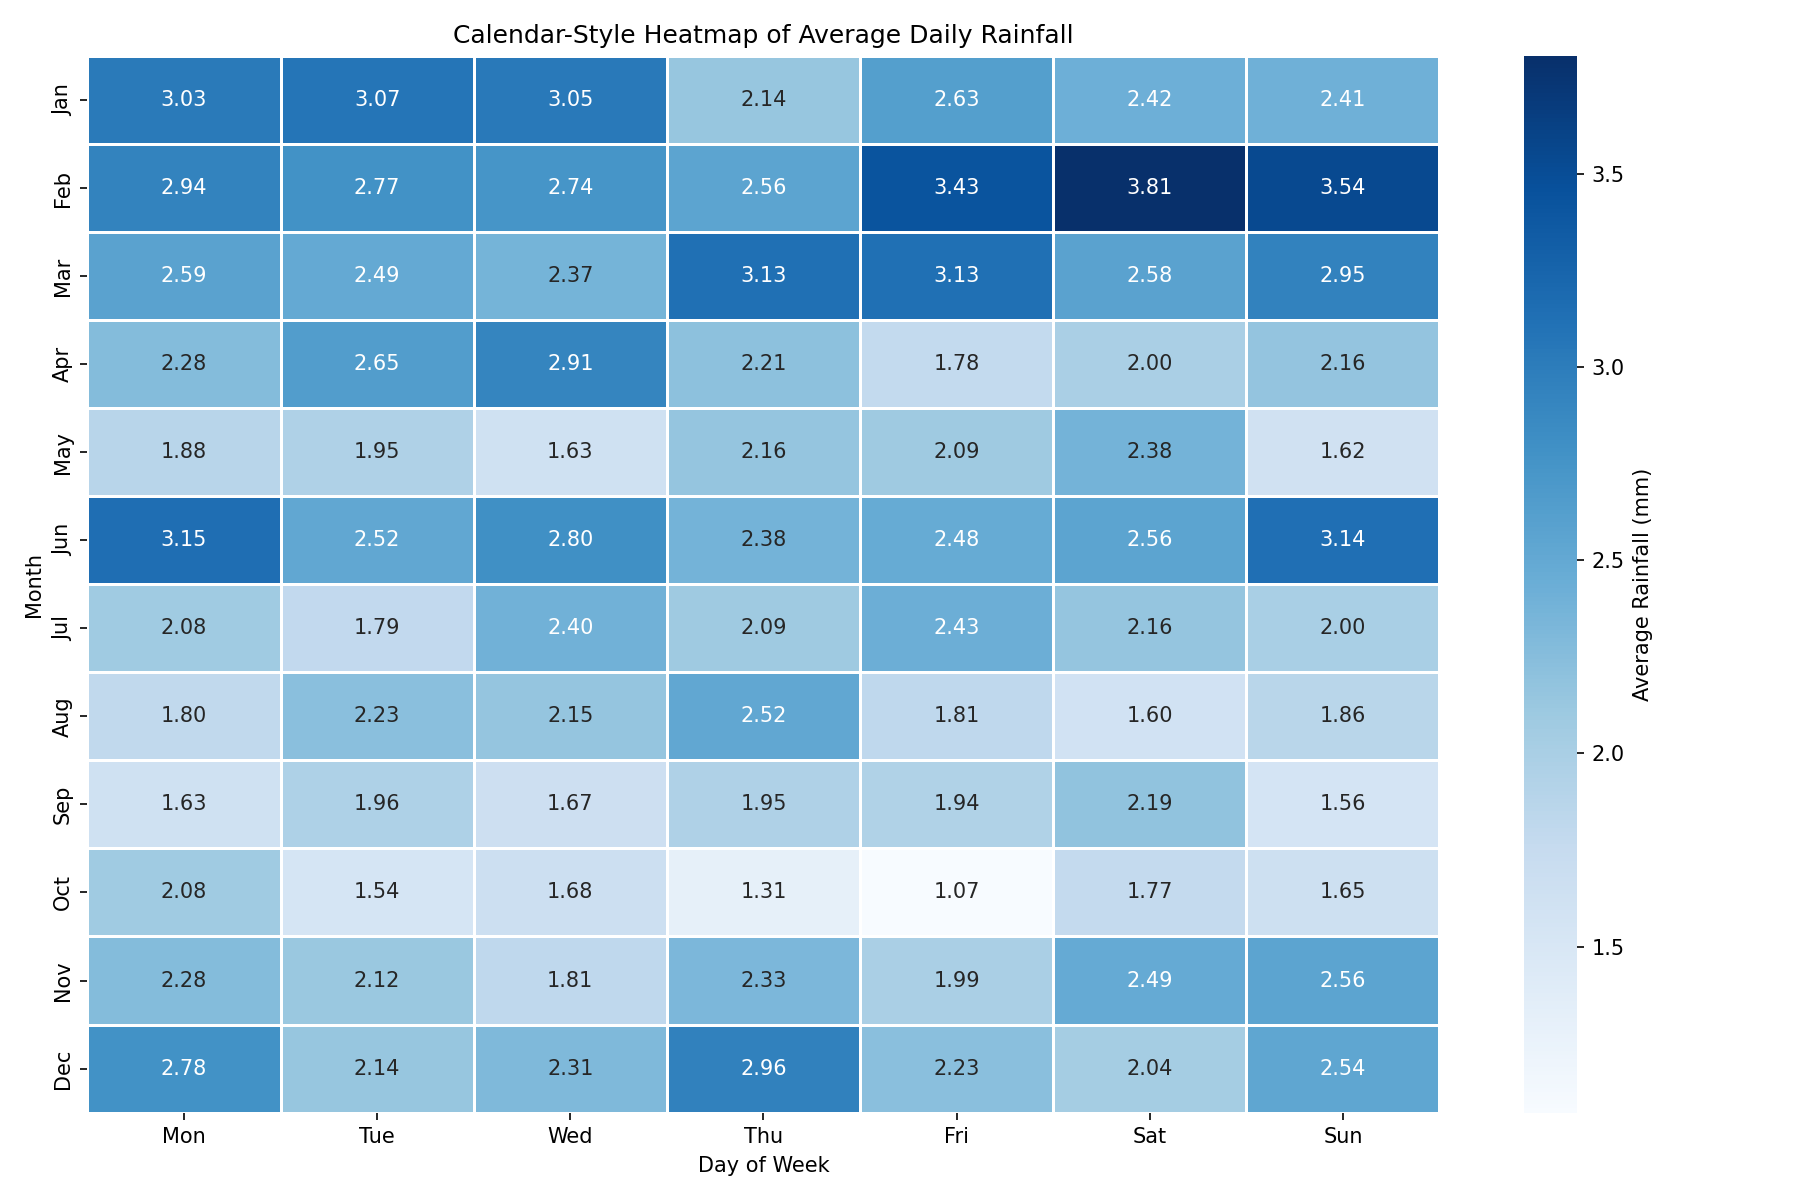 Calendar-Style Heatmap of Average Daily Rainfall
Jan 3.03 3.07 3.05 2.14 2.63 2.42 2.41
Feb 2.94 2.77 2.74 2.56 3.43 3.81 3.54
Mar 2.59 2.49 2.37 3.13 3.13 2.58 2.95
Apr 2.28 2.65 2.91 2.21 1.78 2.00 2.16
May 1.88 1.95 1.63 2.16 2.09 2.38 1.62
Jun 3.15 2.52 2.80 2.38 2.48 2.56 3.14
Jul 2.08 1.79 2.40 2.09 2.43 2.16 2.00
Aug 1.80 2.23 2.15 2.52 1.81 1.60 1.86
Sep 1.63 1.96 1.67 1.95 1.94 2.19 1.56
Oct 2.08 1.54 1.68 1.31 1.07 1.77 1.65
Nov 2.28 2.12 1.81 2.33 1.99 2.49 2.56
Dec 2.78 2.14 2.31 2.96 2.23 2.04 2.54
Mon Tue Wed Thu Fri Sat Sun
Day of Week
Month
3.5
3.0
2.5
2.0
1.5
Average Rainfall (mm)